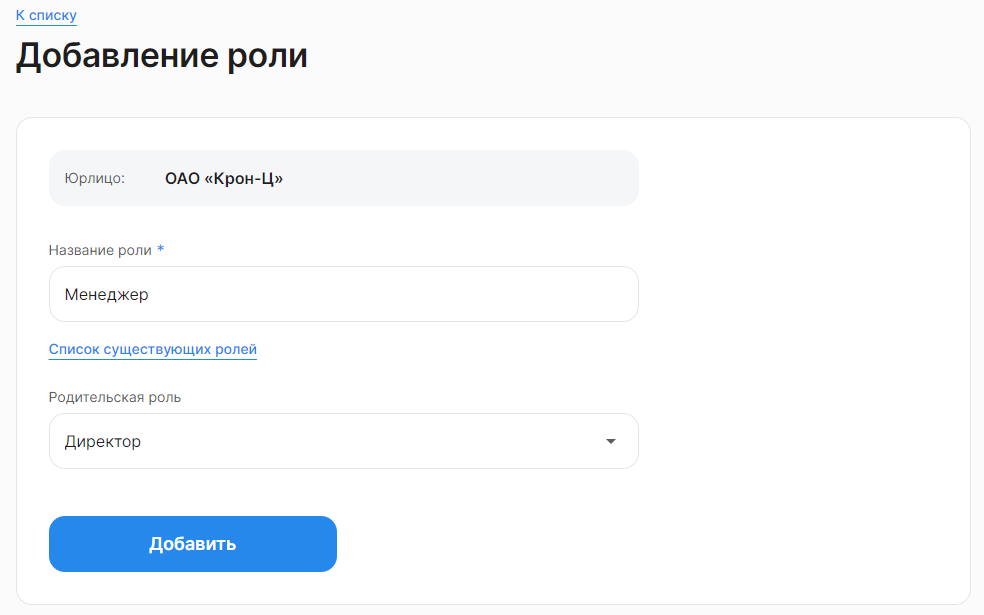 К списку
Добавление роли
Юрлицо: ОАО «Крон-Ц»
Название роли *
Менеджер
Список существующих ролей
Родительская роль
Директор
Добавить